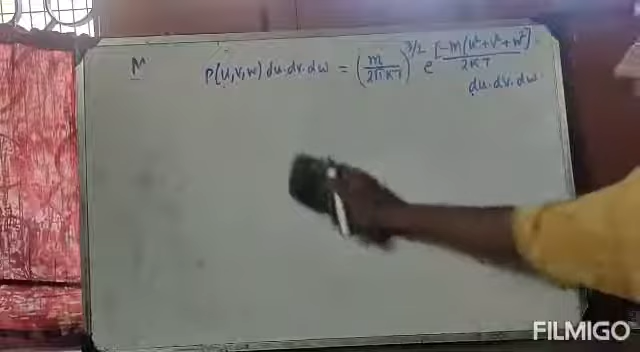 M
P(u,v,w) du.dv.dw = (m/2πKT)^3/2 e^[-m(u²+v²+w²)/2KT]
du.dv.dw.
FILMIGO